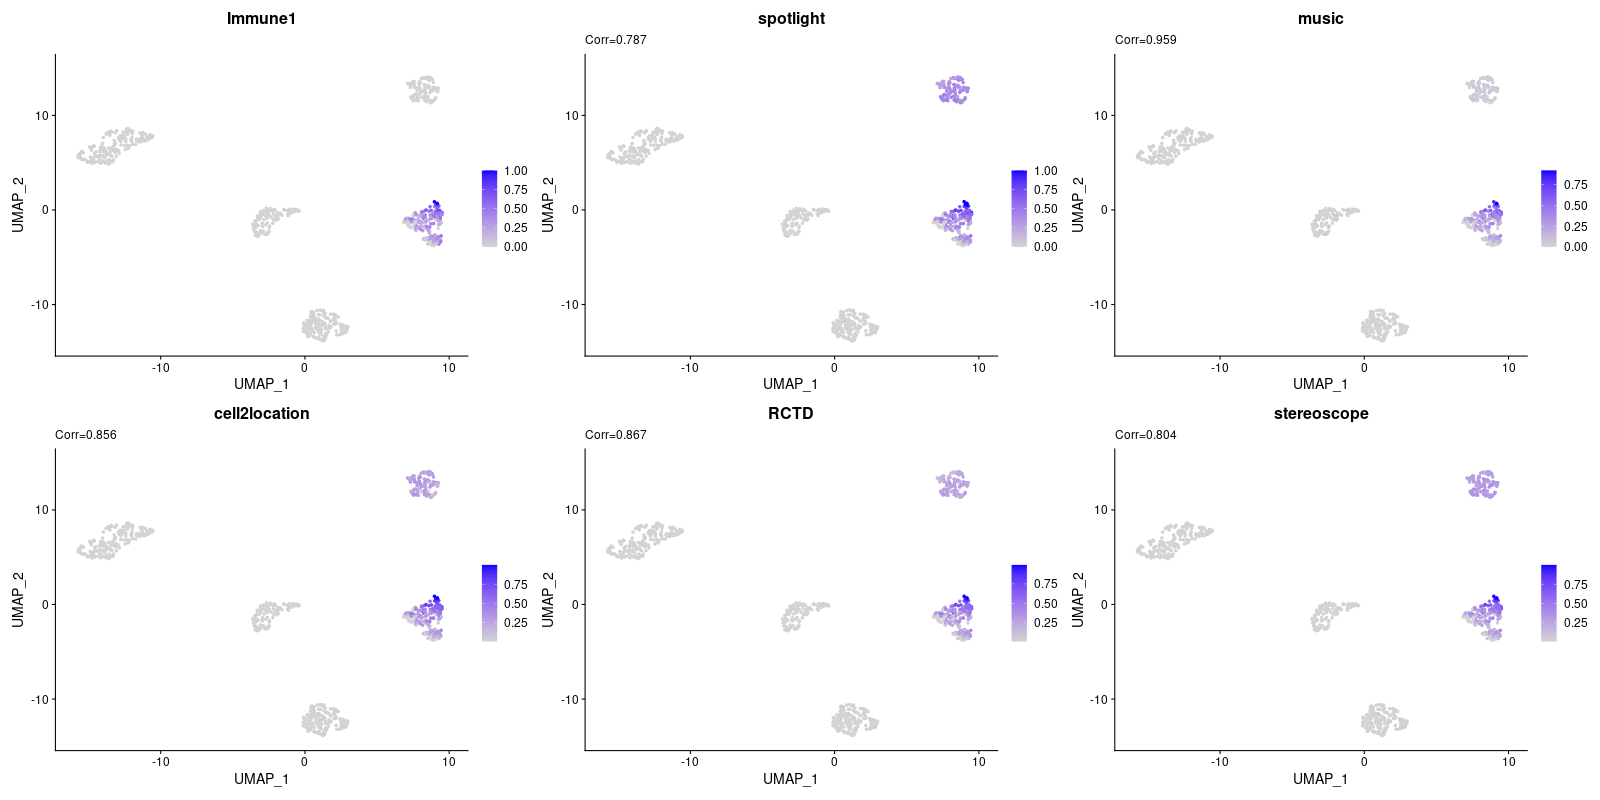 Immune1
UMAP_2
10
0
-10
-10
0
10
UMAP_1
1.00
0.75
0.50
0.25
0.00
spotlight
Corr=0.787
UMAP_2
10
0
-10
-10
0
10
UMAP_1
1.00
0.75
0.50
0.25
0.00
music
Corr=0.959
UMAP_2
10
0
-10
-10
0
10
UMAP_1
0.75
0.50
0.25
0.00
cell2location
Corr=0.856
UMAP_2
10
0
-10
-10
0
10
UMAP_1
0.75
0.50
0.25
RCTD
Corr=0.867
UMAP_2
10
0
-10
-10
0
10
UMAP_1
0.75
0.50
0.25
stereoscope
Corr=0.804
UMAP_2
10
0
-10
-10
0
10
UMAP_1
0.75
0.50
0.25